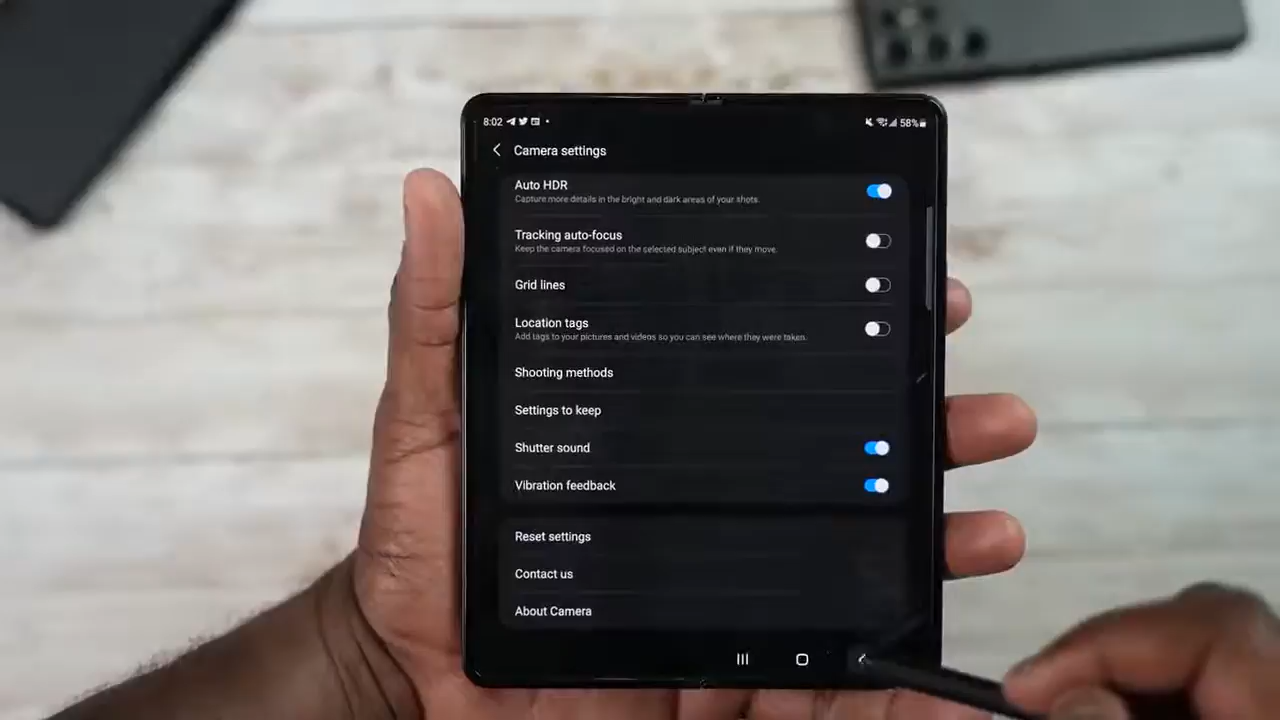 8:02
58%
Camera settings
Auto HDR
Capture more details in the bright and dark areas of your shots.
Tracking auto-focus
Keep the camera focused on the selected subject even if they move.
Grid lines
Location tags
Add tags to your pictures and videos so you can see where they were taken.
Shooting methods
Settings to keep
Shutter sound
Vibration feedback
Reset settings
Contact us
About Camera